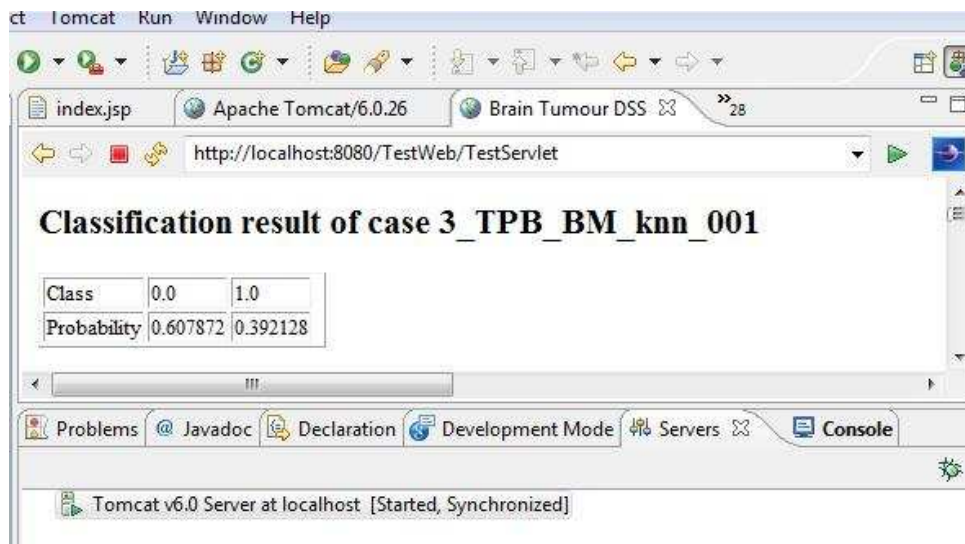 ct Tomcat Run Window Help
index.jsp Apache Tomcat/6.0.26 Brain Tumour DSS »28
http://localhost:8080/TestWeb/TestServlet
Classification result of case 3_TPB_BM_knn_001
Class 0.0 1.0
Probability 0.607872 0.392128
Problems @ Javadoc Declaration Development Mode Servers Console
Tomcat v6.0 Server at localhost [Started, Synchronized]